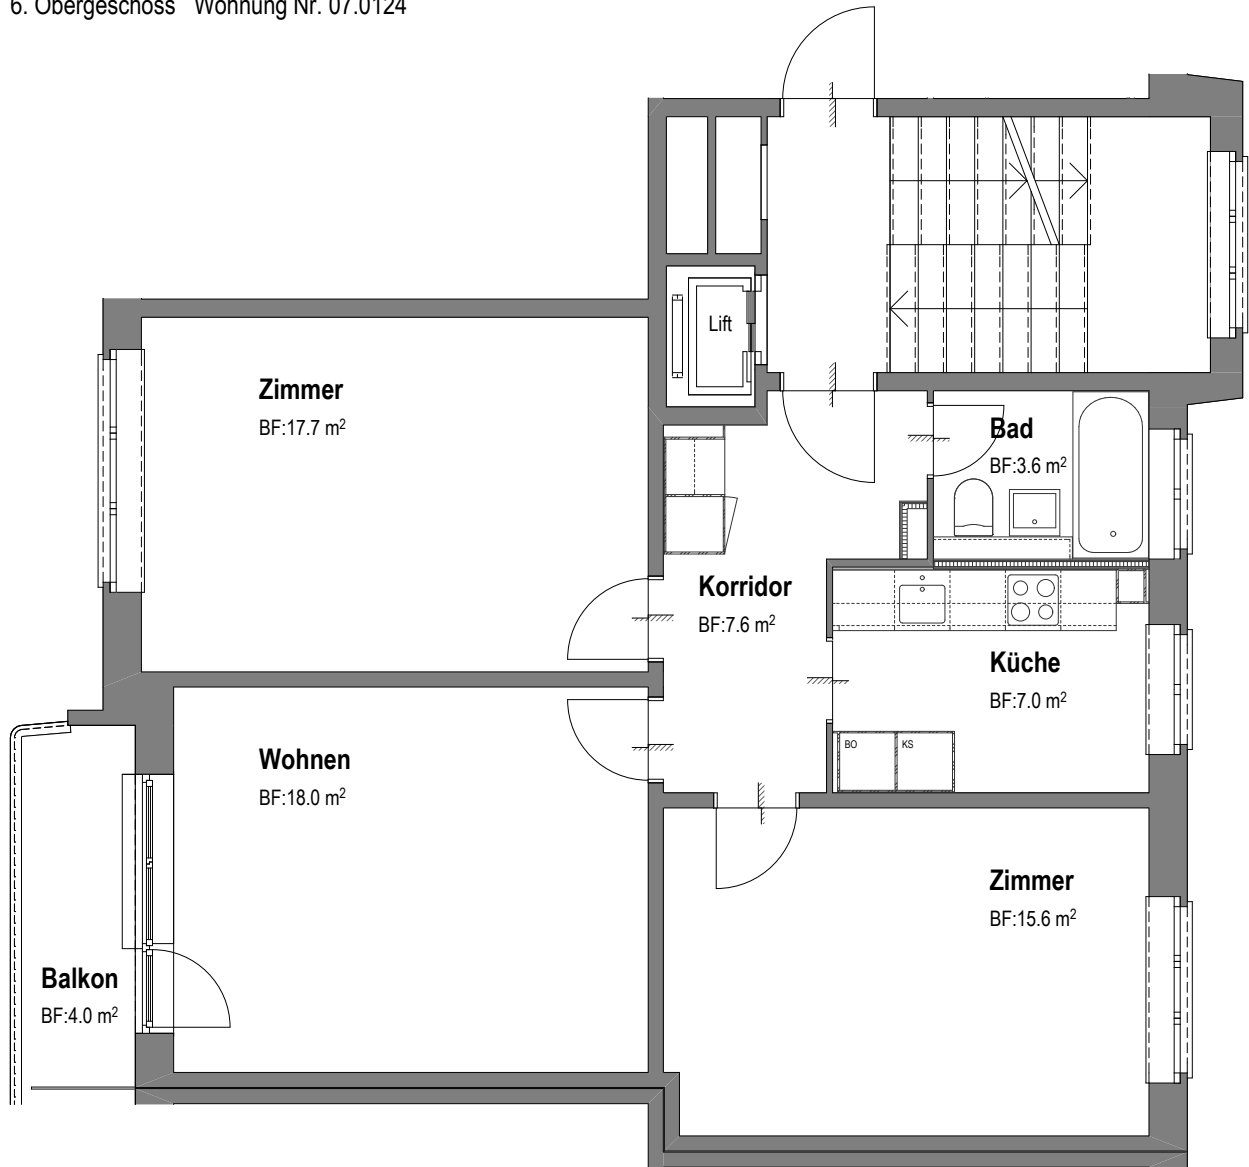 6. Obergeschoss Wohnung Nr. 07.0124
Lift
Zimmer
BF:17.7 m²
Bad
BF:3.6 m²
Korridor
BF:7.6 m²
Küche
BF:7.0 m²
BO
KS
Wohnen
BF:18.0 m²
Zimmer
BF:15.6 m²
Balkon
BF:4.0 m²